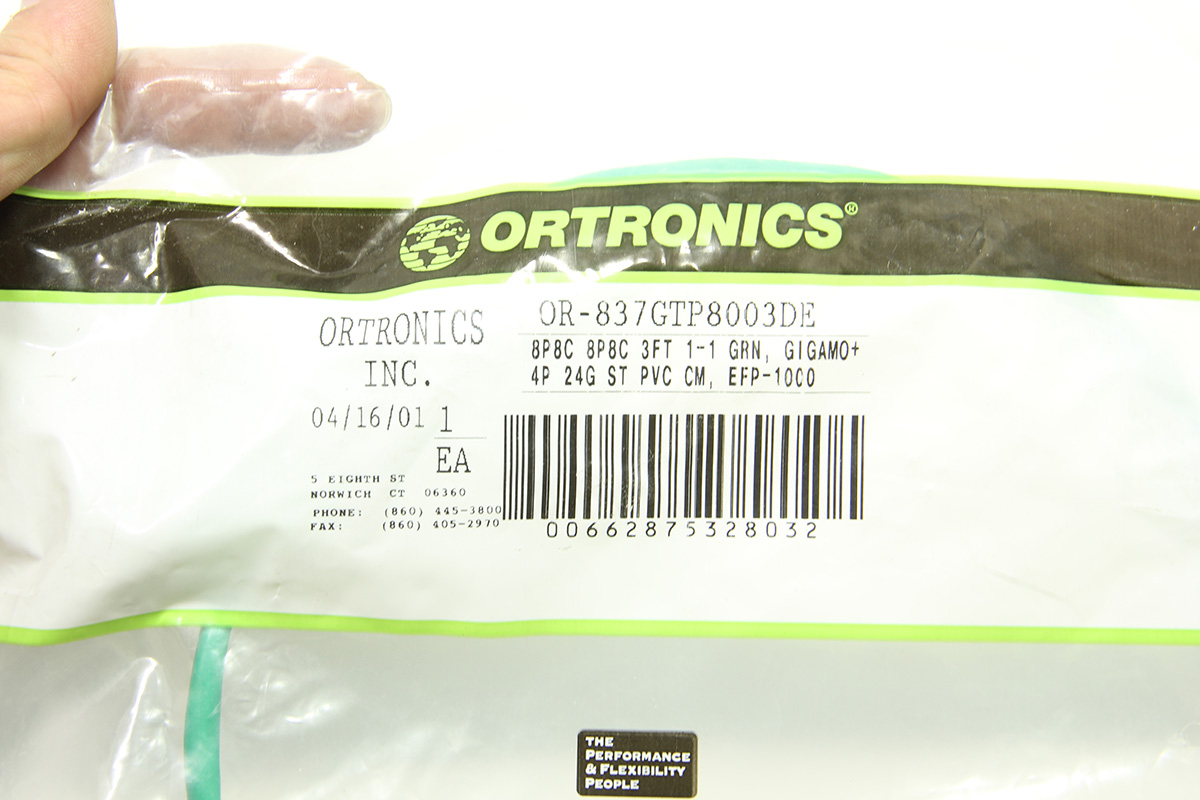 ORTRONICS®
ORTRONICS
INC.
04/16/01 1
EA
5 EIGHTH ST
NORWICH CT 06360
PHONE: (860) 445-3800
FAX: (860) 405-2970
OR-837GTP8003DE
8P8C 8P8C 3FT 1-1 GRN, GIGAMO+
4P 24G ST PVC CM, EFP-1000
00662875328032
THE
PERFORMANCE
& FLEXIBILITY
PEOPLE